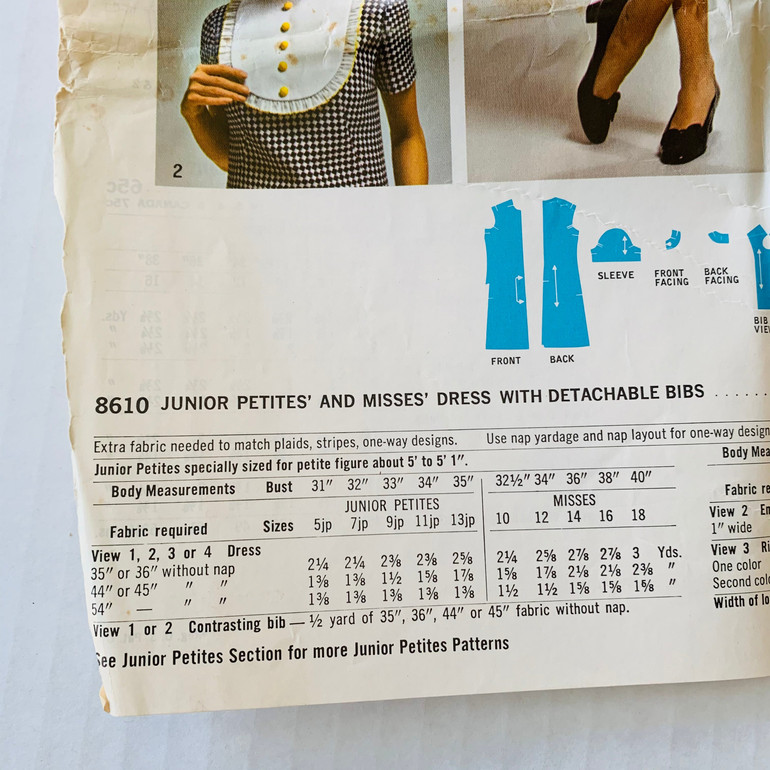 2
SLEEVE
FRONT FACING
BACK FACING
BIB
VIEW
FRONT
BACK
8610 JUNIOR PETITES' AND MISSES' DRESS WITH DETACHABLE BIBS . . . . . .
Extra fabric needed to match plaids, stripes, one-way designs. Use nap yardage and nap layout for one-way design
Junior Petites specially sized for petite figure about 5' to 5' 1".
Body Measurements Bust 31" 32" 33" 34" 35" 32½" 34" 36" 38" 40"
JUNIOR PETITES MISSES
Fabric required Sizes 5jp 7jp 9jp 11jp 13jp 10 12 14 16 18
View 1, 2, 3 or 4 Dress
35" or 36" without nap 2¼ 2¼ 2⅜ 2⅜ 2⅝ 2¼ 2⅝ 2⅞ 2⅞ 3 Yds.
44" or 45" " " 1⅜ 1⅜ 1½ 1⅝ 1⅞ 1⅝ 1⅞ 2⅛ 2⅛ 2⅜ "
54" — " " 1⅜ 1⅜ 1⅜ 1⅜ 1⅜ 1½ 1½ 1⅝ 1⅝ 1⅝ "
View 1 or 2 Contrasting bib — ½ yard of 35", 36", 44" or 45" fabric without nap.
See Junior Petites Section for more Junior Petites Patterns
Body Mea
Fabric re
View 2 En
1" wide
View 3 Ri
One color
Second colo
Width of lo